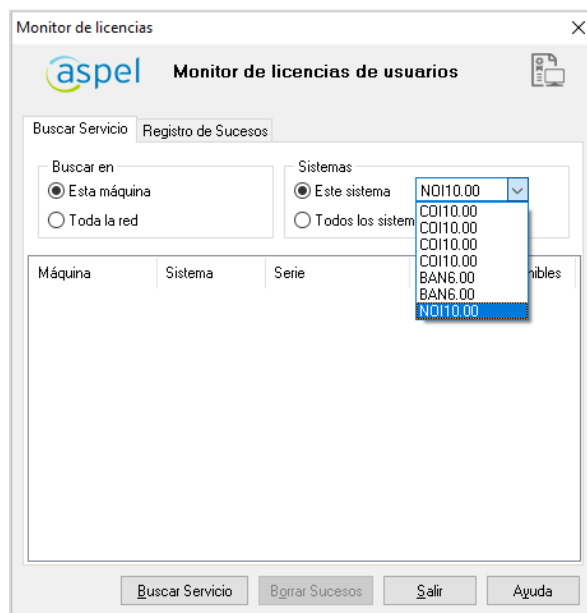 Monitor de licencias
aspel Monitor de licencias de usuarios
Buscar Servicio Registro de Sucesos
Buscar en
Esta máquina
Toda la red
Sistemas
Este sistema NOI10.00
Todos los sistem
COI10.00
COI10.00
COI10.00
COI10.00
BAN6.00
BAN6.00
NOI10.00
Máquina Sistema Serie nibles
Buscar Servicio Borrar Sucesos Salir Ayuda